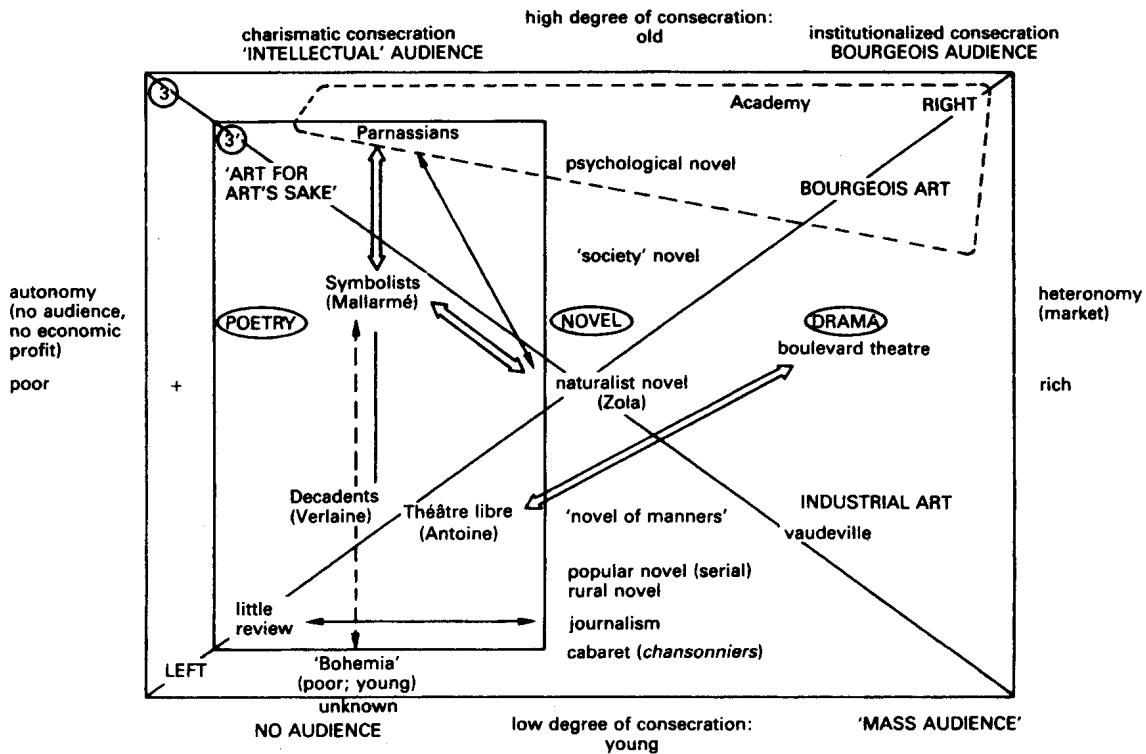 high degree of consecration:
old
charismatic consecration
'INTELLECTUAL' AUDIENCE
institutionalized consecration
BOURGEOIS AUDIENCE
3
3'
Academy
RIGHT
Parnassians
'ART FOR
ART'S SAKE'
psychological novel
BOURGEOIS ART
'society' novel
Symbolists
(Mallarmé)
autonomy
(no audience,
no economic
profit)
poor
+
POETRY
NOVEL
DRAMA
boulevard theatre
heteronomy
(market)
rich
naturalist novel
(Zola)
Decadents
(Verlaine)
Théâtre libre
(Antoine)
'novel of manners'
INDUSTRIAL ART
vaudeville
popular novel (serial)
rural novel
little
review
journalism
cabaret (chansonniers)
LEFT
'Bohemia'
(poor; young)
unknown
NO AUDIENCE
low degree of consecration:
young
'MASS AUDIENCE'